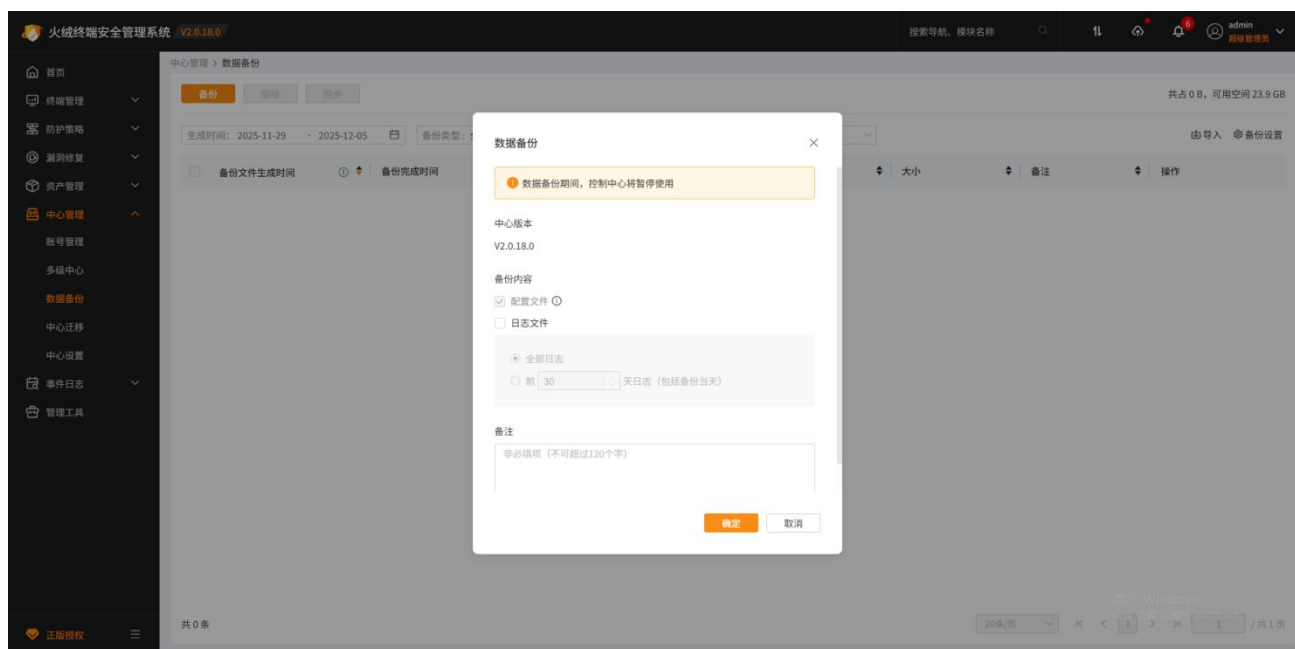 火绒终端安全管理系统 V2.0.18.0
搜索导航、模块名称
6
admin
超级管理员
首页
终端管理
防护策略
漏洞修复
资产管理
中心管理
账号管理
多级中心
数据备份
中心迁移
中心设置
事件日志
管理工具
正版授权
中心管理 > 数据备份
备份 删除 同步
共占 0 B，可用空间 23.9 GB
生成时间： 2025-11-29 - 2025-12-05 备份类型：
导入 备份设置
备份文件生成时间 备份完成时间 大小 备注 操作
数据备份
数据备份期间，控制中心将暂停使用
中心版本
V2.0.18.0
备份内容
配置文件
日志文件
全部日志
前 30 天日志（包括备份当天）
备注
非必填项（不可超过120个字）
确定 取消
激活 Windows
共 0 条 20条/页 1 1 / 共 1 页